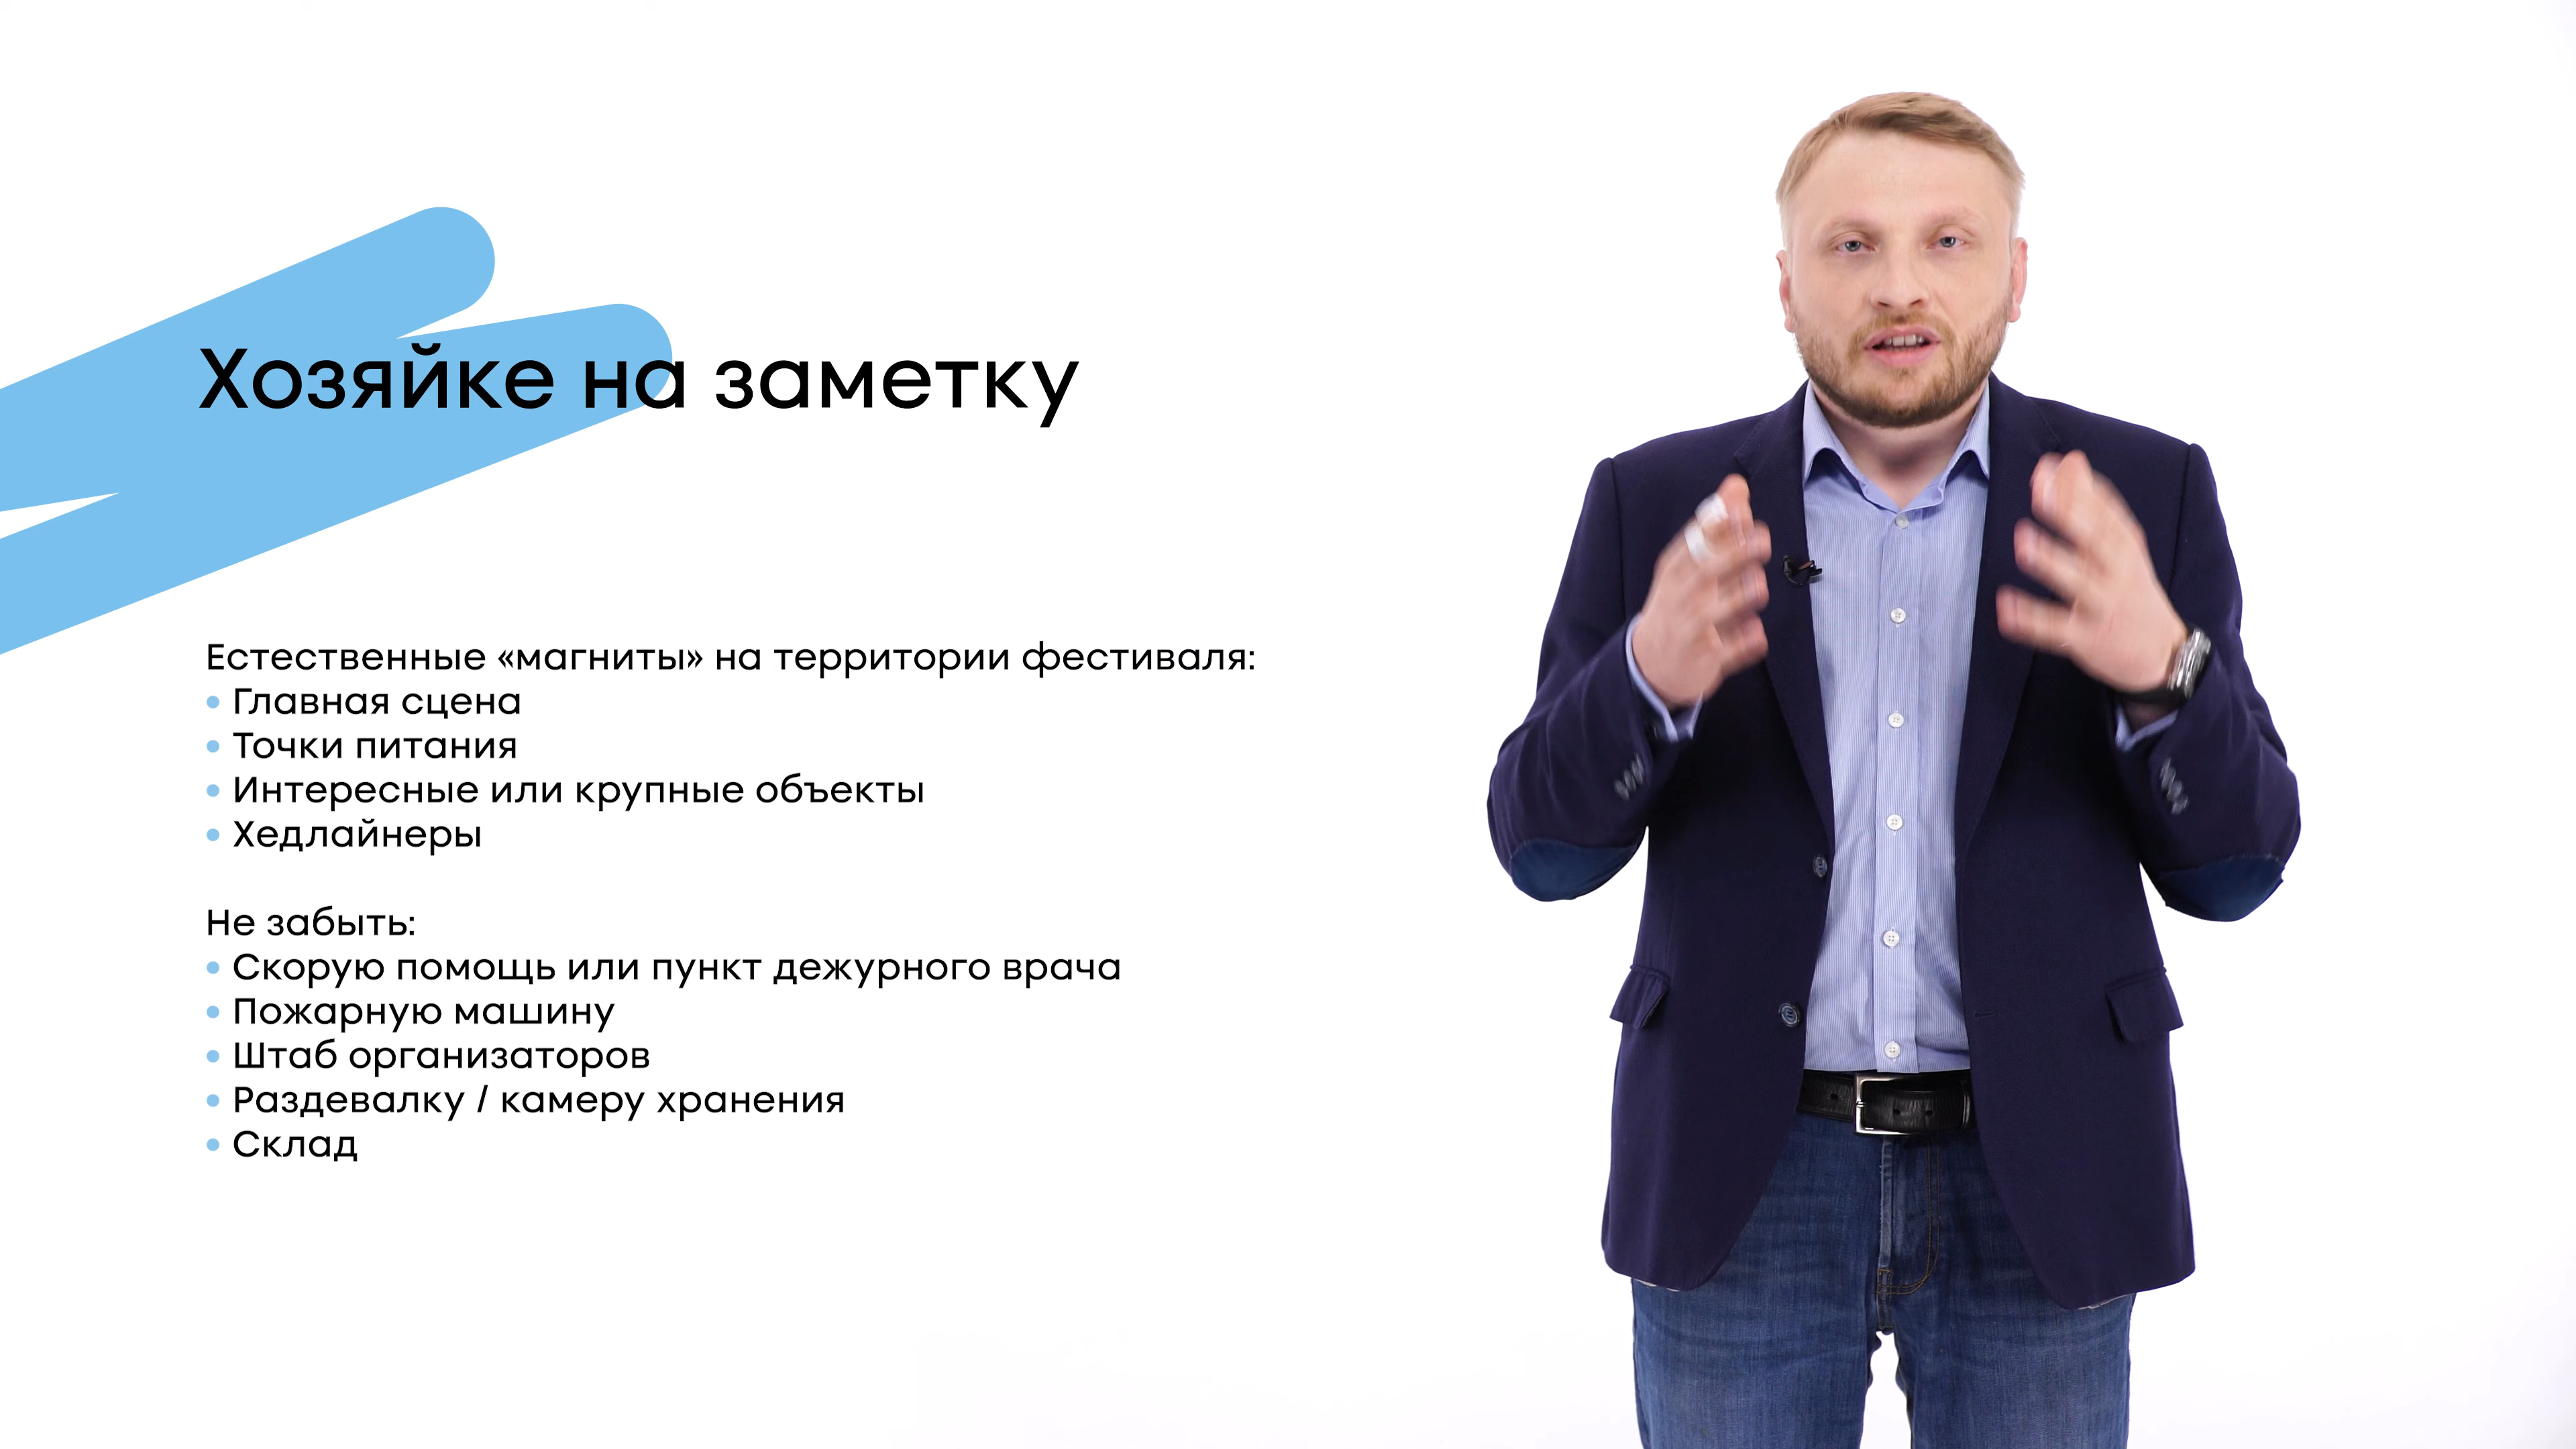 Хозяйке на заметку
Естественные «магниты» на территории фестиваля:
• Главная сцена
• Точки питания
• Интересные или крупные объекты
• Хедлайнеры
Не забыть:
• Скорую помощь или пункт дежурного врача
• Пожарную машину
• Штаб организаторов
• Раздевалку / камеру хранения
• Склад